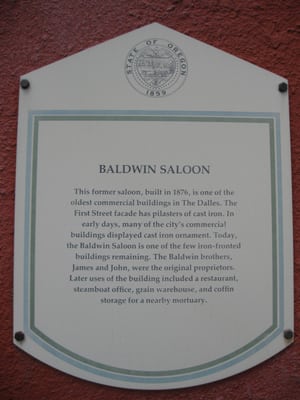 STATE OF OREGON
1859
BALDWIN SALOON
This former saloon, built in 1876, is one of the
oldest commercial buildings in The Dalles. The
First Street facade has pilasters of cast iron. In
early days, many of the city's commercial
buildings displayed cast iron ornament. Today,
the Baldwin Saloon is one of the few iron-fronted
buildings remaining. The Baldwin brothers,
James and John, were the original proprietors.
Later uses of the building included a restaurant,
steamboat office, grain warehouse, and coffin
storage for a nearby mortuary.